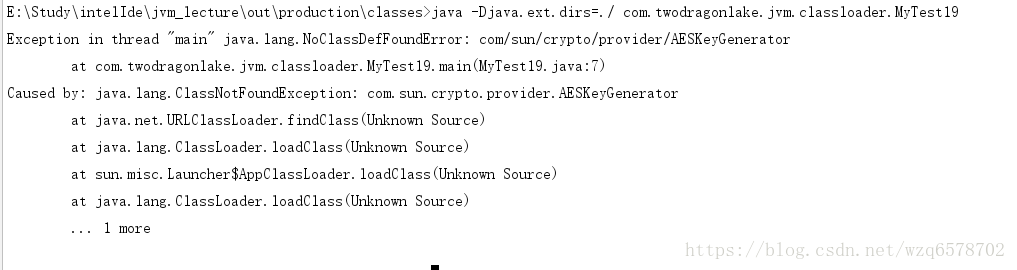 E:\Study\intelIde\jvm_lecture\out\production\classes>java -Djava.ext.dirs=./ com.twodragonlake.jvm.classloader.MyTest19
Exception in thread "main" java.lang.NoClassDefFoundError: com/sun/crypto/provider/AESKeyGenerator
at com.twodragonlake.jvm.classloader.MyTest19.main(MyTest19.java:7)
Caused by: java.lang.ClassNotFoundException: com.sun.crypto.provider.AESKeyGenerator
at java.net.URLClassLoader.findClass(Unknown Source)
at java.lang.ClassLoader.loadClass(Unknown Source)
at sun.misc.Launcher$AppClassLoader.loadClass(Unknown Source)
at java.lang.ClassLoader.loadClass(Unknown Source)
... 1 more
https://blog.csdn.net/wzq6578702